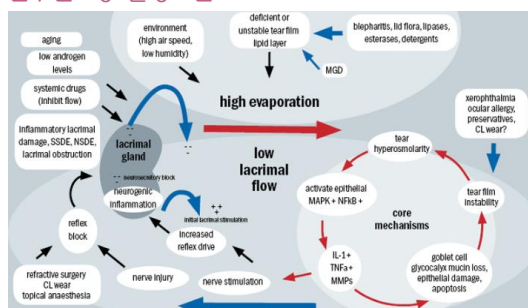 aging
low androgen
levels
systemic drugs
(inhibit flow)
inflammatory lacrimal
damage, SSDE, NSDE,
lacrimal obstruction
environment
(high air speed,
low humidity)
deficient or
unstable tear film
lipid layer
blepharitis, lid flora, lipases,
esterases, detergents
MGD
high evaporation
xerophthalmia
ocular allergy,
preservatives,
CL wear?
lacrimal
gland
neurosecretory block
neurogenic
inflammation
low
lacrimal
flow
initial lacrimal stimulation
increased
reflex drive
reflex
block
refractive surgery
CL wear
topical anaesthesia
nerve injury
nerve stimulation
tear
hyperosmolarity
activate epithelial
MAPK + NFkB +
IL-1+
TNFa+
MMPs
core
mechanisms
tear film
instability
goblet cell
glycocalyx mucin loss,
epithelial damage,
apoptosis